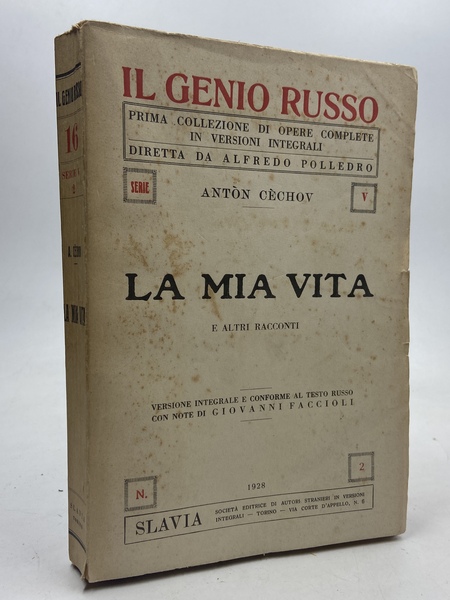 IL GENIO RUSSO
PRIMA COLLEZIONE DI OPERE COMPLETE
IN VERSIONI INTEGRALI
DIRETTA DA ALFREDO POLLEDRO
SERIE
ANTÒN CÈCHOV
V
LA MIA VITA
E ALTRI RACCONTI
VERSIONE INTEGRALE E CONFORME AL TESTO RUSSO
CON NOTE DI GIOVANNI FACCIOLI
N.
1928
2
SLAVIA
SOCIETÀ EDITRICE DI AUTORI STRANIERI IN VERSIONI
INTEGRALI — TORINO — VIA CORTE D'APPELLO, N. 6
IL GENIO RUSSO
16
LA MIA VITA
SLAVIA